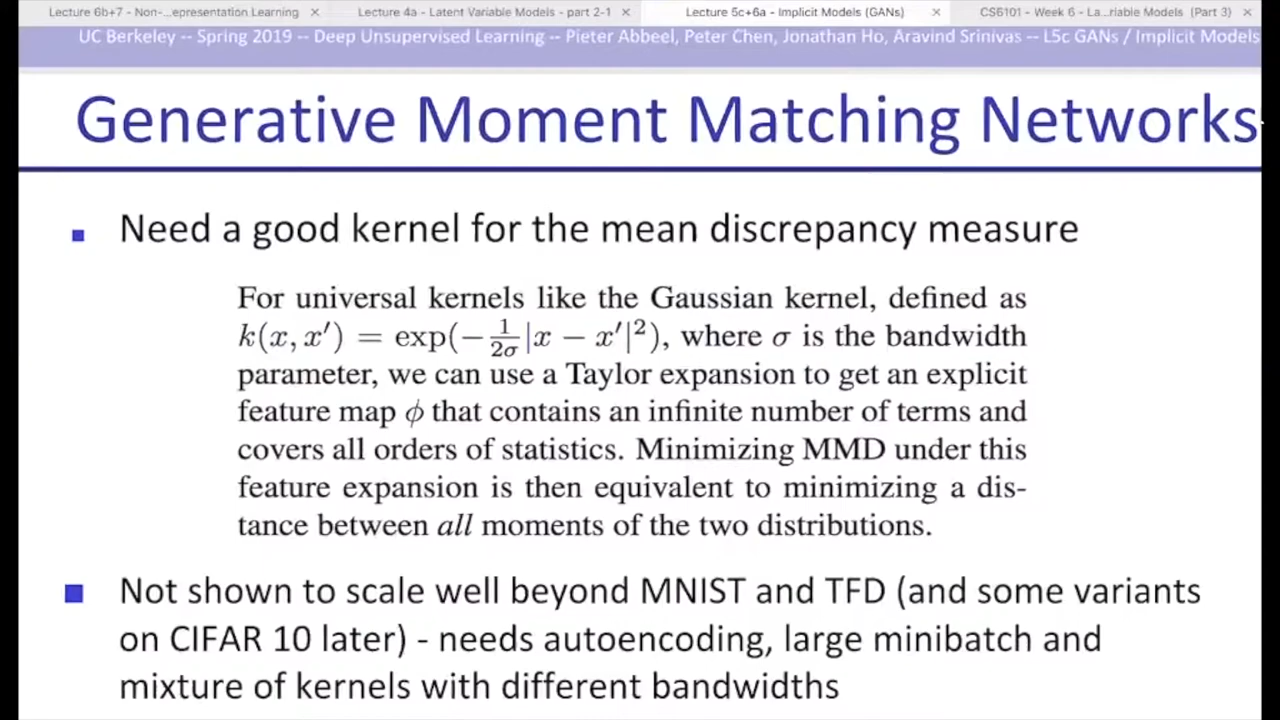 Lecture 6b+7 - Non-...epresentation Learning × Lecture 4a - Latent Variable Models - part 2-1 × Lecture 5c+6a - Implicit Models (GANs) × CS6101 - Week 6 - La...riable Models (Part 3) ×
UC Berkeley -- Spring 2019 -- Deep Unsupervised Learning -- Pieter Abbeel, Peter Chen, Jonathan Ho, Aravind Srinivas -- L5c GANs / Implicit Models
Generative Moment Matching Networks
Need a good kernel for the mean discrepancy measure
For universal kernels like the Gaussian kernel, defined as
k(x, x′) = exp(−\frac{1}{2σ}|x − x′|²), where σ is the bandwidth
parameter, we can use a Taylor expansion to get an explicit
feature map ϕ that contains an infinite number of terms and
covers all orders of statistics. Minimizing MMD under this
feature expansion is then equivalent to minimizing a dis-
tance between all moments of the two distributions.
Not shown to scale well beyond MNIST and TFD (and some variants
on CIFAR 10 later) - needs autoencoding, large minibatch and
mixture of kernels with different bandwidths